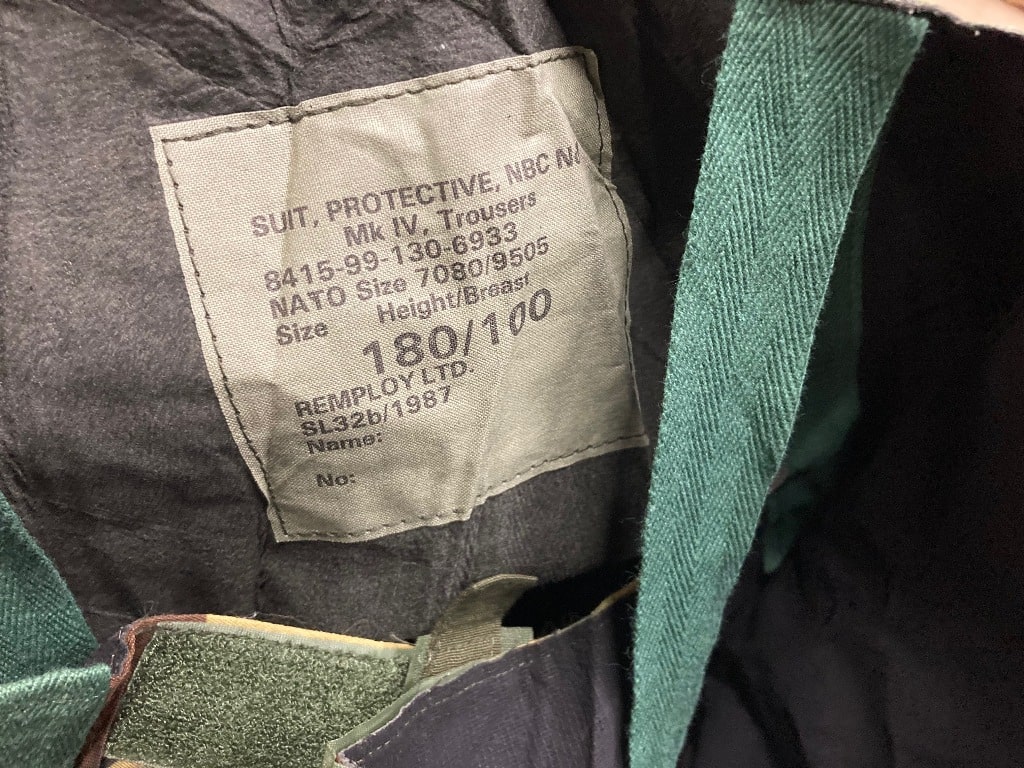 SUIT, PROTECTIVE, NBC
Mk IV, Trousers
8415-99-130-6933
NATO Size 7080/9505
Size Height/Breast
180/100
REMPLOY LTD.
SL32b/1987
Name:
No: